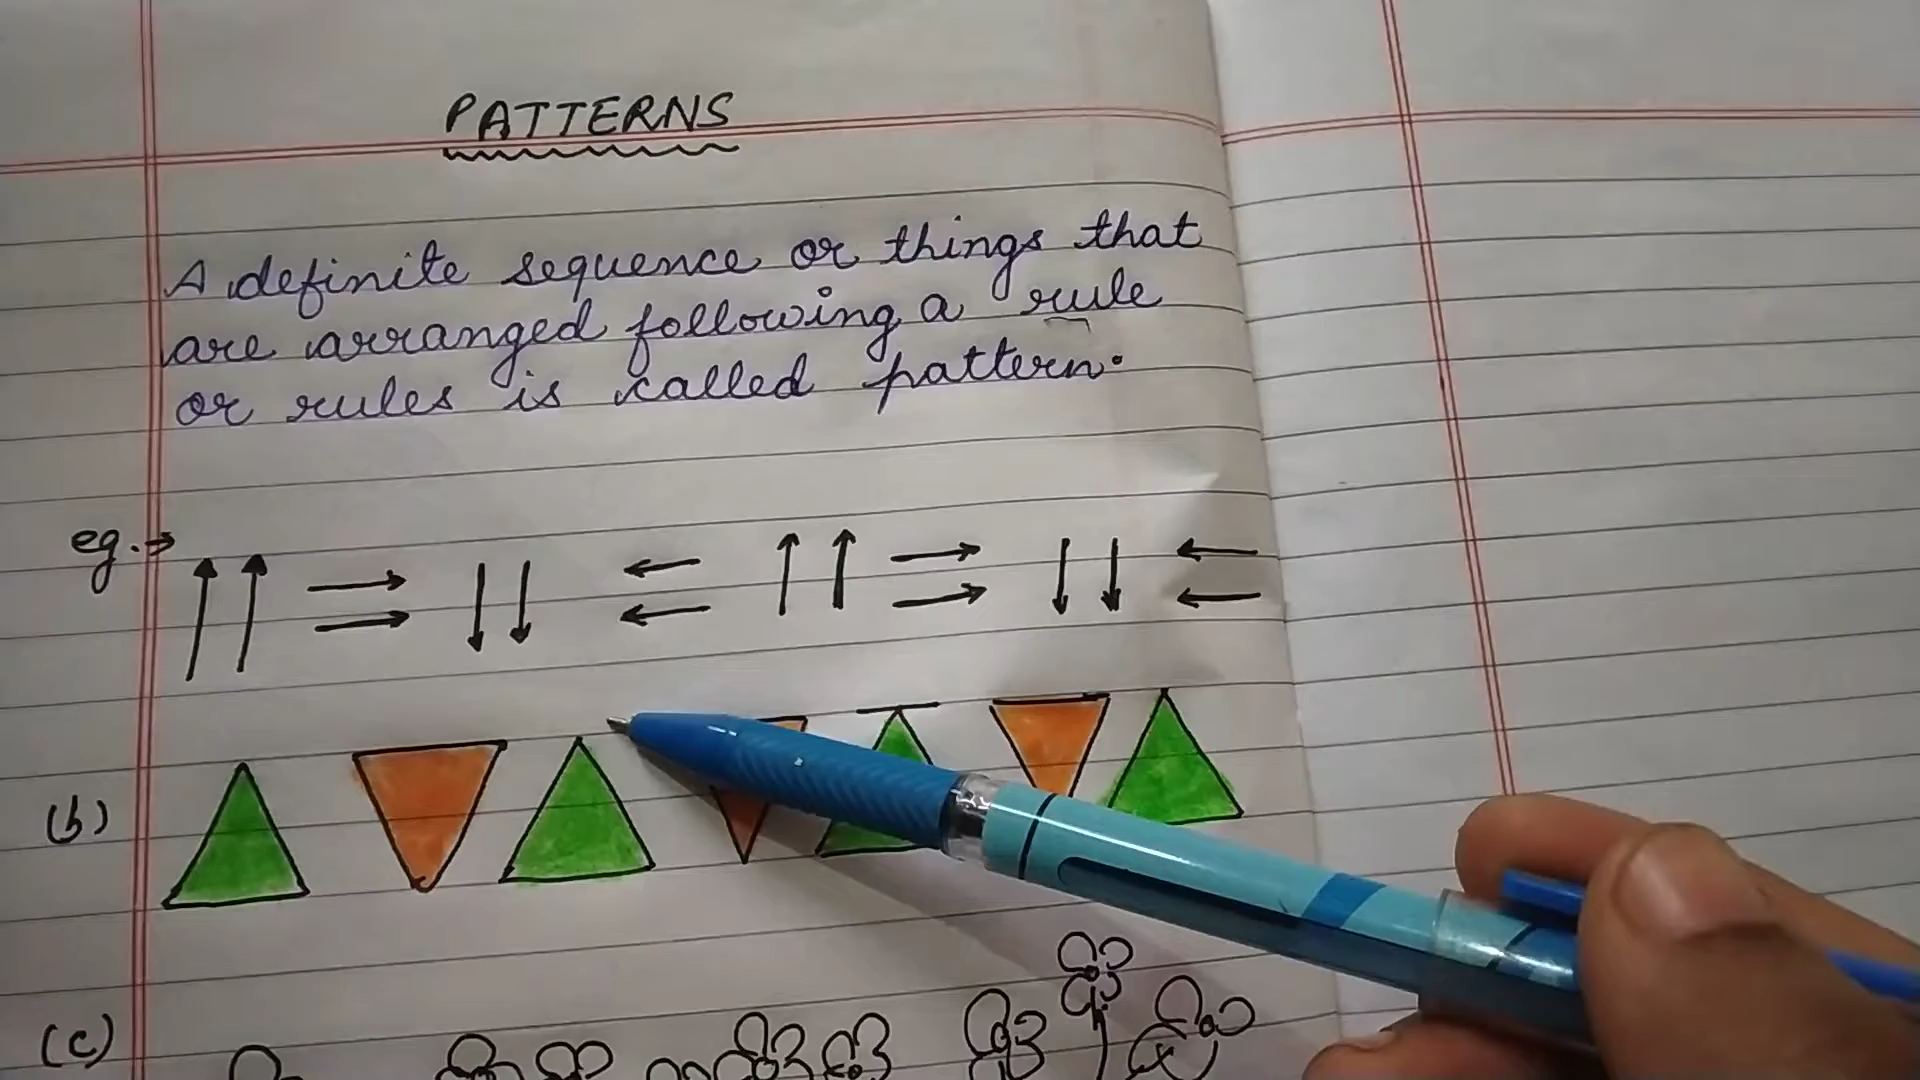 PATTERNS
A definite sequence or things that
are arranged following a rule
or rules is called pattern.
eg.→
(b)
(c)